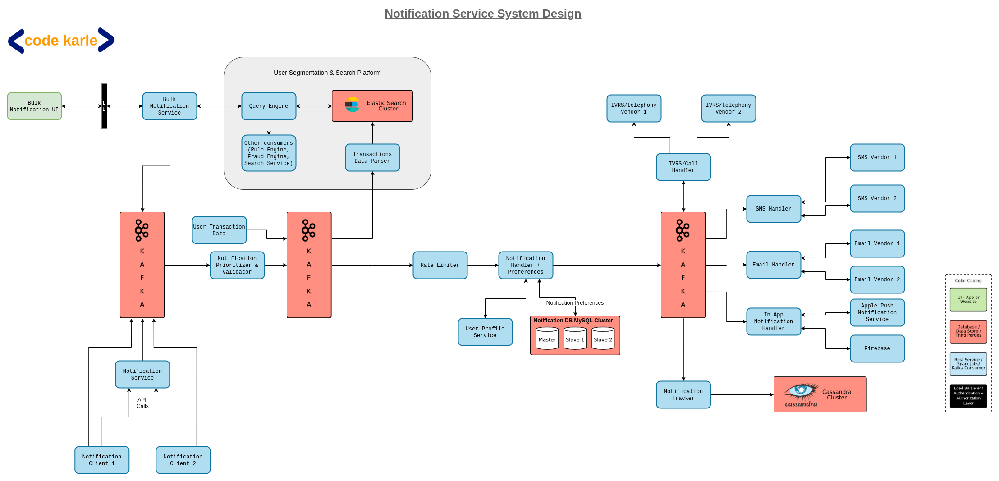 Notification Service System Design
code karle
User Segmentation & Search Platform
Bulk
Notification UI
L
B
Bulk
Notification
Service
Query Engine
Elastic Search
Cluster
Other consumers
(Rule Engine,
Fraud Engine,
Search Service)
Transactions
Data Parser
IVRS/telephony
Vendor 1
IVRS/telephony
Vendor 2
IVRS/Call
Handler
SMS Vendor 1
SMS Vendor 2
SMS Handler
K
A
F
K
A
User Transaction
Data
Notification
Prioritizer &
Validator
K
A
F
K
A
Rate Limiter
Notification
Handler +
Preferences
K
A
F
K
A
Email Handler
Email Vendor 1
Email Vendor 2
User Profile
Service
Notification Preferences
Notification DB MySQL Cluster
Master
Slave 1
Slave 2
In App
Notification
Handler
Apple Push
Notification
Service
Firebase
Notification
Service
API
Calls
Notification
CLient 1
Notification
CLient 2
Notification
Tracker
cassandra
Cassandra
Cluster
Color Coding
UI - App or
Website
Database /
Data Store /
Third Parties
Rest Service /
Spark Jobs/
Kafka Consumer
Load Balancer /
Authentication +
Authorization
Layer